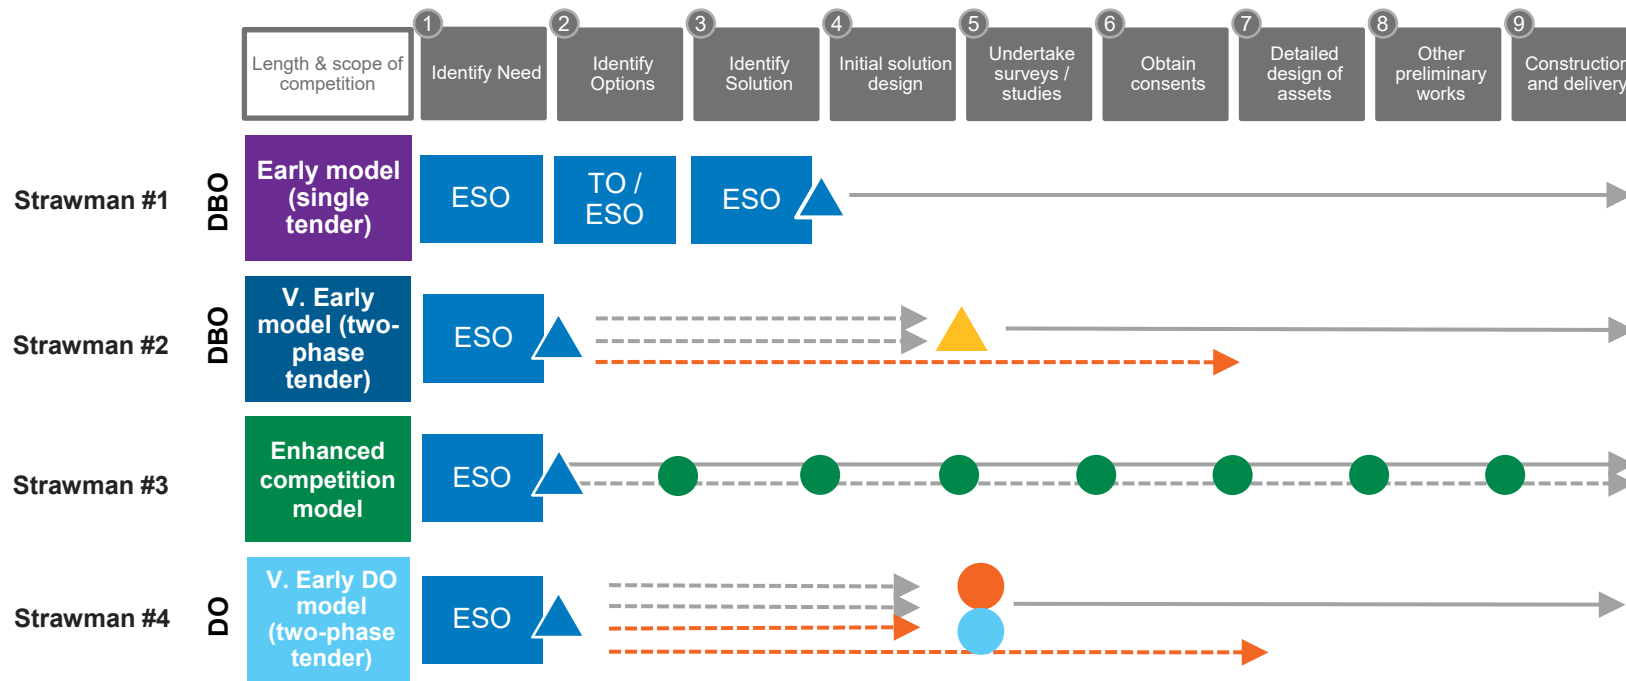 1
2
3
4
5
6
7
8
9
Length & scope of
competition
Identify Need
Identify
Options
Identify
Solution
Initial solution
design
Undertake
surveys /
studies
Obtain
consents
Detailed
design of
assets
Other
preliminary
works
Construction
and delivery
Strawman #1
DBO
Early model
(single
tender)
ESO
TO /
ESO
ESO
Strawman #2
DBO
V. Early
model (two-
phase
tender)
ESO
Strawman #3
Enhanced
competition
model
ESO
Strawman #4
DO
V. Early DO
model
(two-phase
tender)
ESO